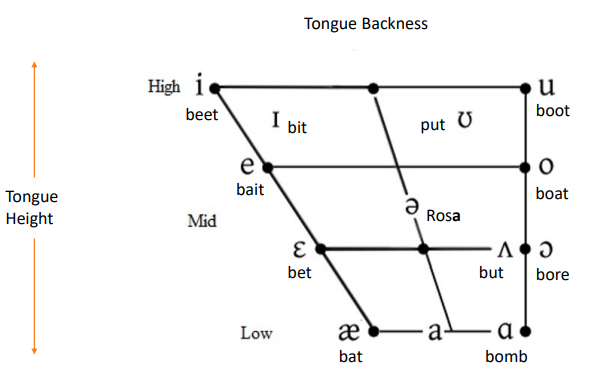 Tongue Backness
High i u
beet boot
I bit put Ʊ
e o
bait boat
Tongue
Height
Mid
ə Rosa
ɛ ʌ ɔ
bet but bore
Low æ a ɑ
bat bomb